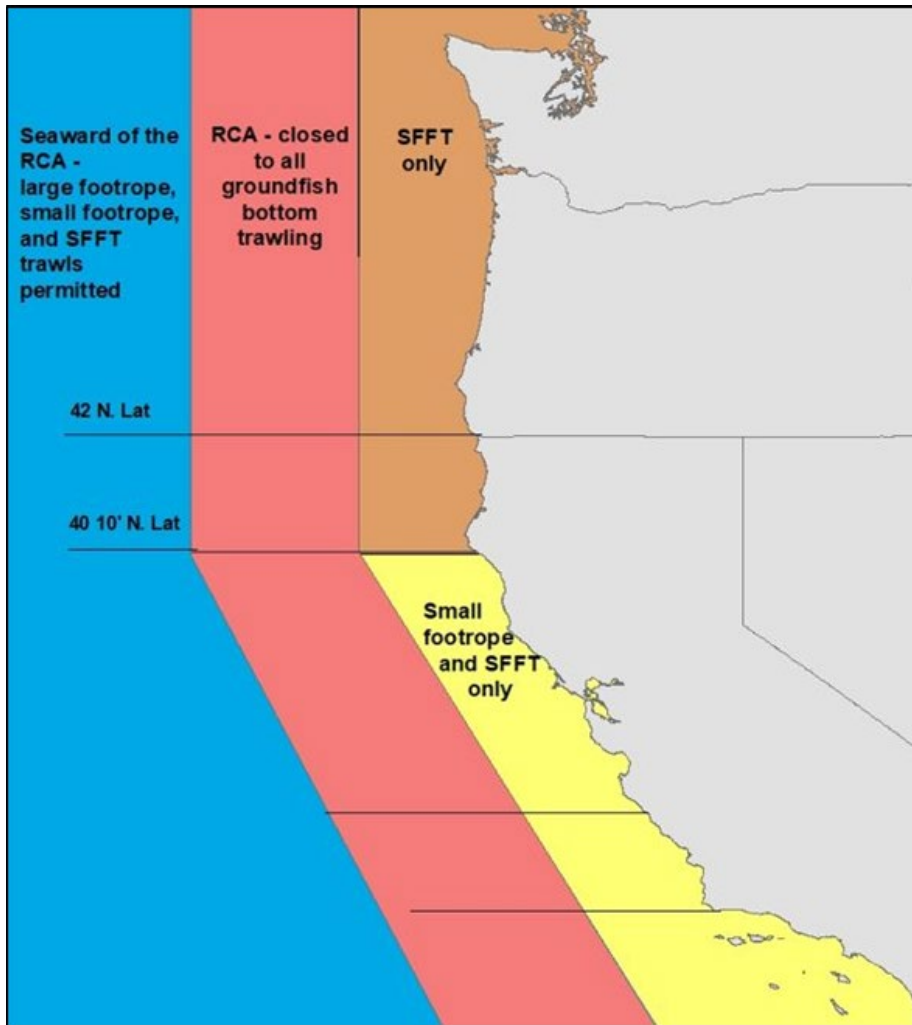 Seaward of the
RCA -
large footrope,
small footrope,
and SFFT
trawls
permitted
RCA - closed
to all
groundfish
bottom
trawling
SFFT
only
42 N. Lat
40 10' N. Lat
Small
footrope
and SFFT
only